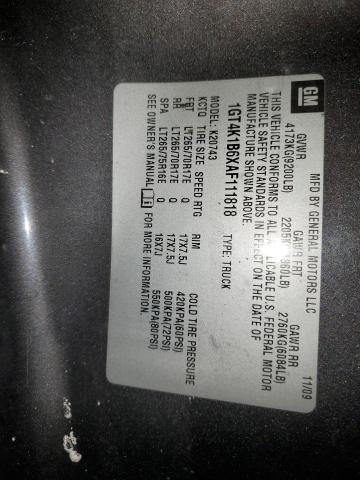 GM
MFD BY GENERAL MOTORS LLC
11/09
GVWR GAWR FRT GAWR RR
4173KG(9200LB) 2760KG(6084LB)
THIS VEHICLE CONFORMS TO ALL APPLICABLE U.S. FEDERAL MOTOR
VEHICLE SAFETY STANDARDS IN EFFECT ON THE DATE OF
MANUFACTURE SHOWN ABOVE.
1GT4K1B6XAF111818 TYPE: TRUCK
MODEL: K20743
KCTQ TIRE SIZE SPEED RTG RIM COLD TIRE PRESSURE
FRT LT265/70R17E Q 17X7.5J 420KPA(60PSI)
RR LT265/70R17E Q 17X7.5J 500KPA(72PSI)
SPA LT265/75R16E Q 16X7J 550KPA(80PSI)
SEE OWNER'S MANUAL FOR MORE INFORMATION.